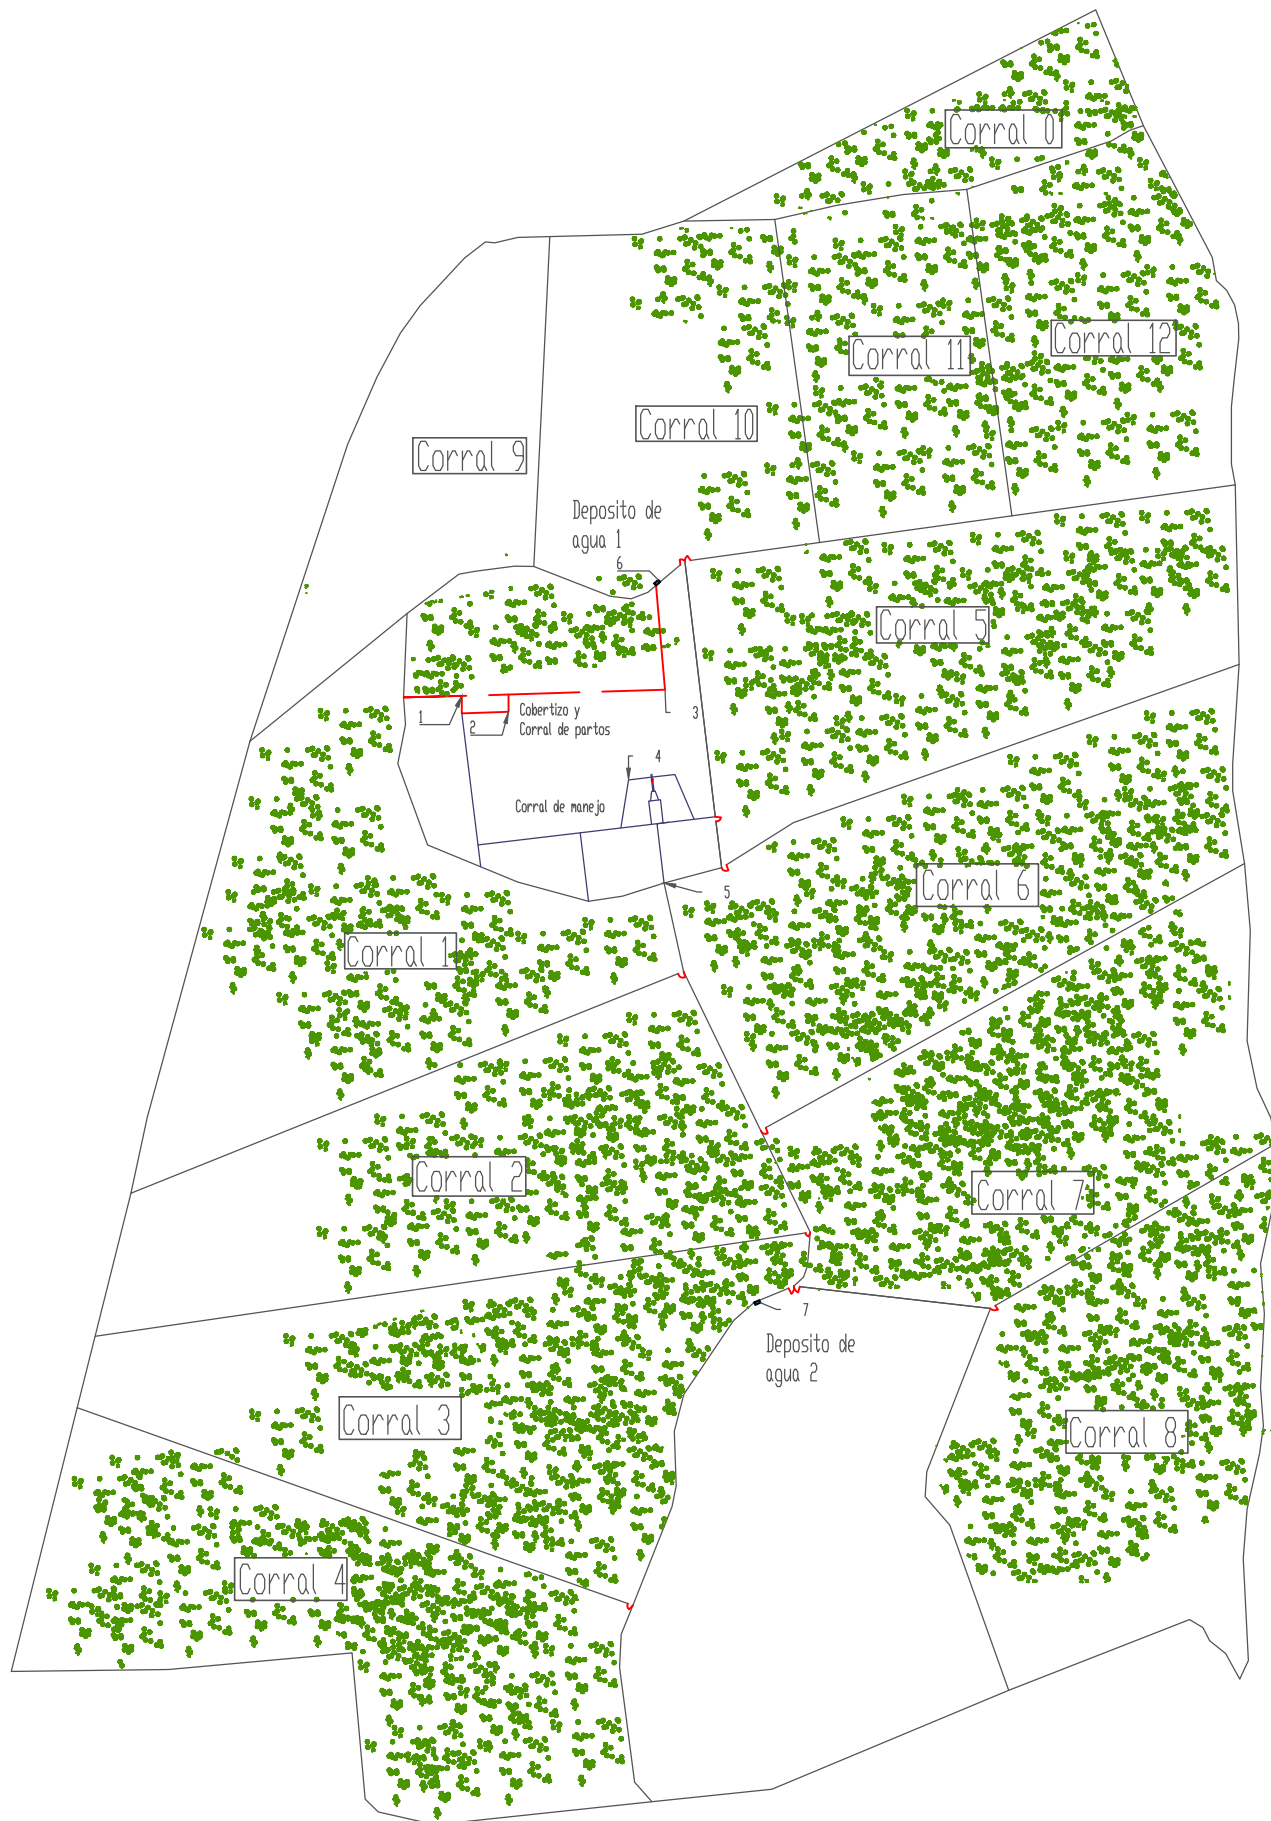 Corral 0
Corral 12
Corral 11
Corral 10
Corral 9
Deposito de
agua 1
6
Corral 5
1
2
Cobertizo y
Corral de partos
3
4
Corral de manejo
5
Corral 6
Corral 1
Corral 2
Corral 7
7
Deposito de
agua 2
Corral 3
Corral 8
Corral 4